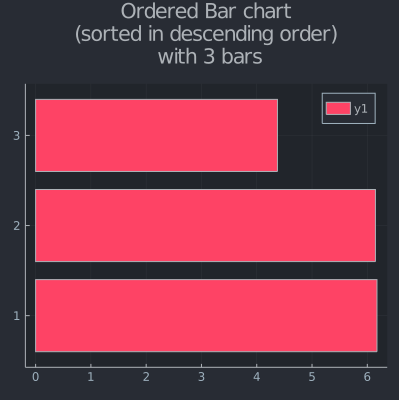 Ordered Bar chart
(sorted in descending order)
with 3 bars
y1
3
2
1
0 1 2 3 4 5 6